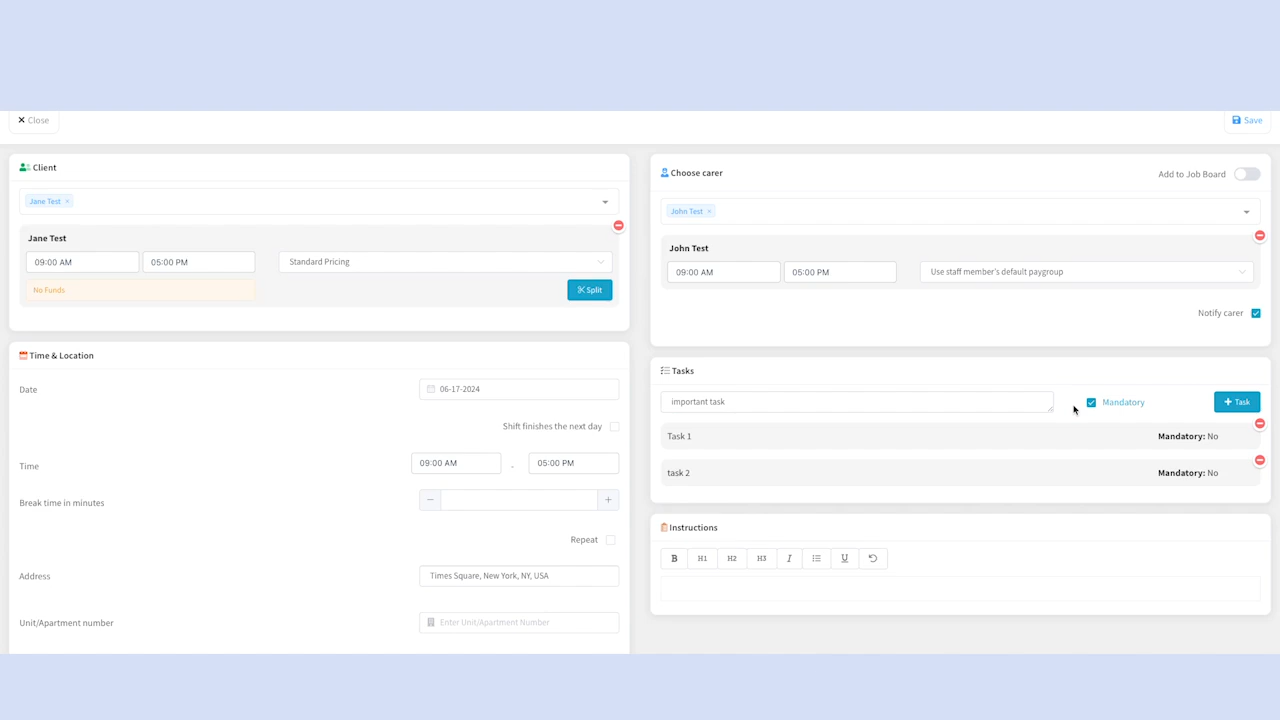 Close
Save
Client
Jane Test ×
Jane Test
09:00 AM
05:00 PM
Standard Pricing
No Funds
Split
Time & Location
Date
06-17-2024
Shift finishes the next day
Time
09:00 AM
-
05:00 PM
Break time in minutes
Repeat
Address
Times Square, New York, NY, USA
Unit/Apartment number
Enter Unit/Apartment Number
Choose carer
Add to Job Board
John Test ×
John Test
09:00 AM
05:00 PM
Use staff member's default paygroup
Notify carer
Tasks
important task
Mandatory
+ Task
Task 1
Mandatory: No
task 2
Mandatory: No
Instructions
B H1 H2 H3 I U